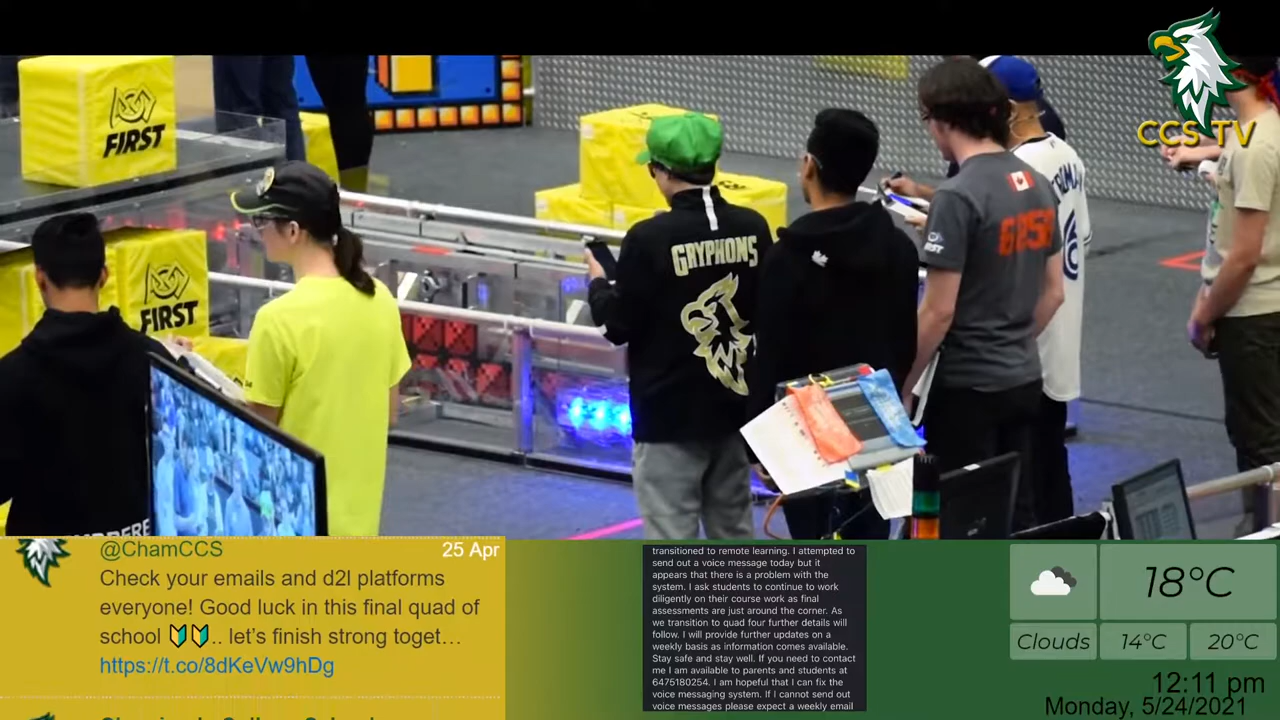 FIRST
CCS TV
GRYPHONS
FIRST
@ChamCCS
25 Apr
Check your emails and d2l platforms
everyone! Good luck in this final quad of
school 🔰🔰.. let's finish strong toget…
https://t.co/8dKeVw9hDg
transitioned to remote learning. I attempted to
send out a voice message today but it
appears that there is a problem with the
system. I ask students to continue to work
diligently on their course work as final
assessments are just around the corner. As
we transition to quad four further details will
follow. I will provide further updates on a
weekly basis as information comes available.
Stay safe and stay well. If you need to contact
me I am available to parents and students at
6475180254. I am hopeful that I can fix the
voice messaging system. If I cannot send out
voice messages please expect a weekly email
18°C
Clouds
14°C
20°C
12:11 pm
Monday, 5/24/2021